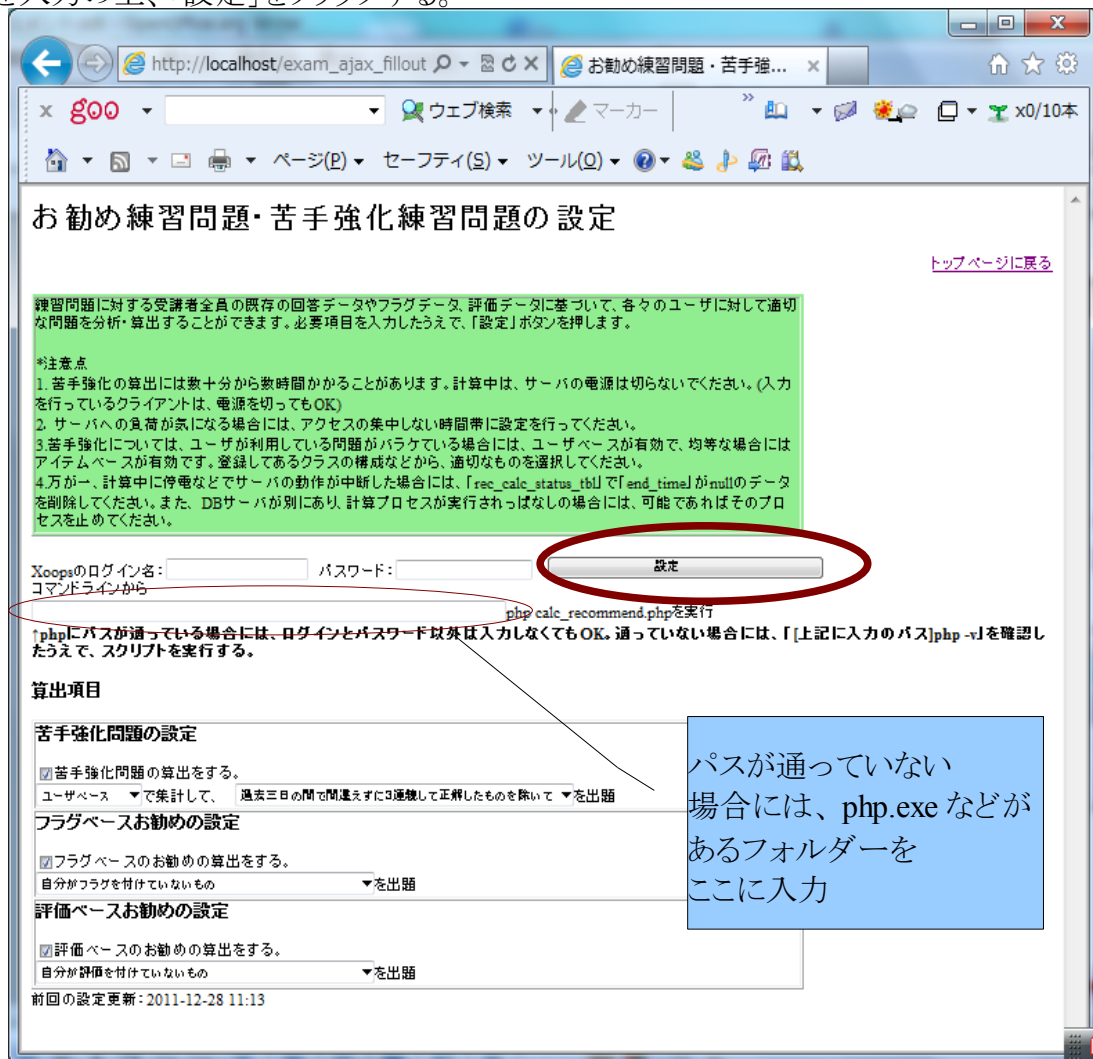 を入力の上、「設定」をクリックする。
http://localhost/exam_ajax_fillout
お勧め練習問題・苦手強...
x goo
ウェブ検索
マーカー
x0/10本
ページ(P)
セーフティ(S)
ツール(O)
お勧め練習問題・苦手強化練習問題の設定
トップページに戻る
練習問題に対する受講者全員の既存の回答データやフラグデータ、評価データに基づいて、各々のユーザに対して適切
な問題を分析・算出することができます。必要項目を入力したうえで、「設定」ボタンを押します。
*注意点
1. 苦手強化の算出には数十分から数時間かかることがあります。計算中は、サーバの電源は切らないでください。(入力
を行っているクライアントは、電源を切ってもOK)
2. サーバへの負荷が気になる場合には、アクセスの集中しない時間帯に設定を行ってください。
3.苦手強化については、ユーザが利用している問題がバラケている場合には、ユーザベースが有効で、均等な場合には
アイテムベースが有効です。登録してあるクラスの構成などから、適切なものを選択してください。
4.万が一、計算中に停電などでサーバの動作が中断した場合には、「rec_calc_status_tbl」で「end_time」がnullのデータ
を削除してください。また、DBサーバが別にあり、計算プロセスが実行されっぱなしの場合には、可能であればそのプロ
セスを止めてください。
Xoopsのログイン名: パスワード: 設定
コマンドラインから
php calc_recommend.phpを実行
↑phpにパスが通っている場合には、ログインとパスワード以外は入力しなくてもOK。通っていない場合には、「[上記に入力のパス]php -v」を確認し
たうえで、スクリプトを実行する。
算出項目
苦手強化問題の設定
苦手強化問題の算出をする。
ユーザベース で集計して、 過去三日の間で間違えずに3連続して正解したものを除いて を出題
フラグベースお勧めの設定
フラグベースのお勧めの算出をする。
自分がフラグを付けていないもの を出題
評価ベースお勧めの設定
評価ベースのお勧めの算出をする。
自分が評価を付けていないもの を出題
前回の設定更新:2011-12-28 11:13
パスが通っていない
場合には、php.exe などが
あるフォルダーを
ここに入力